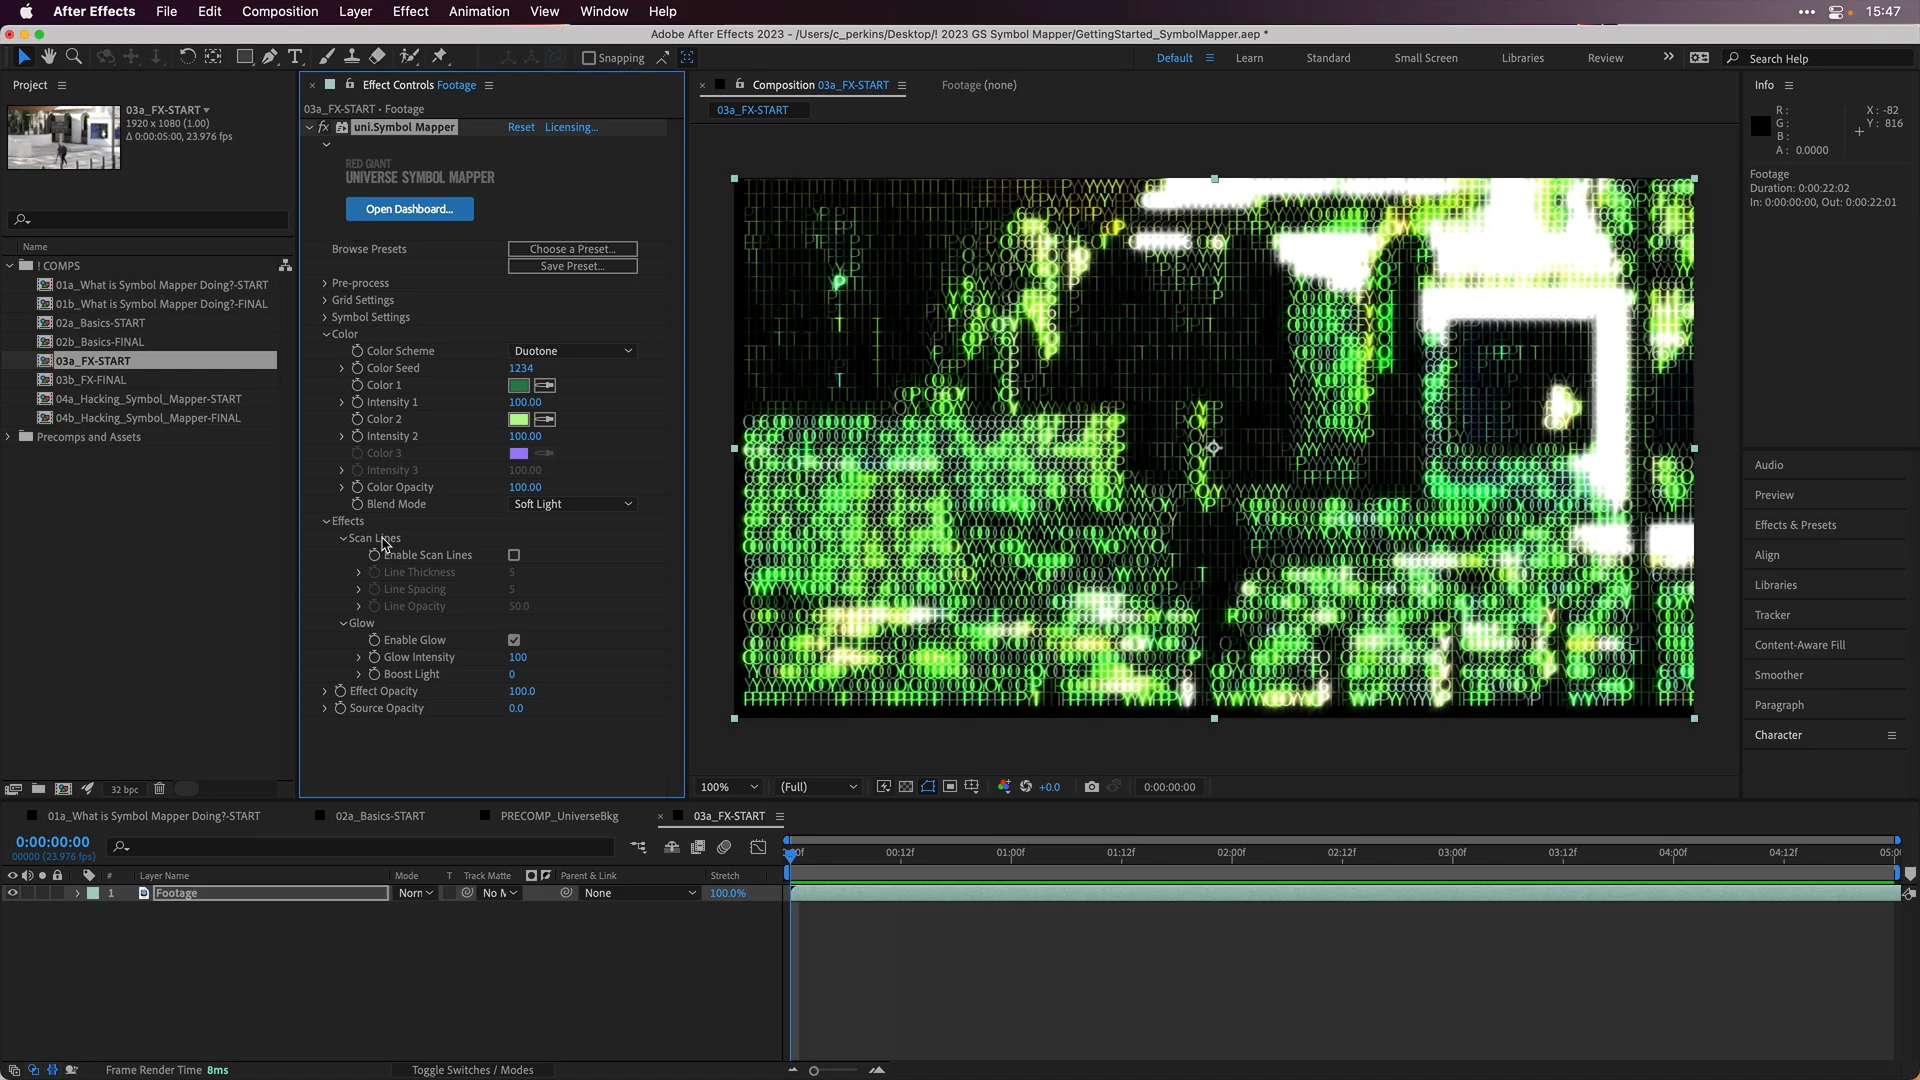 After Effects File Edit Composition Layer Effect Animation View Window Help 15:47
Adobe After Effects 2023 - /Users/c_perkins/Desktop/! 2023 GS Symbol Mapper/GettingStarted_SymbolMapper.aep *
Snapping Default Learn Standard Small Screen Libraries Review Search Help
Project
03a_FX-START
1920 x 1080 (1.00)
Δ 0:00:05:00, 23.976 fps
Name
! COMPS
01a_What is Symbol Mapper Doing?-START
01b_What is Symbol Mapper Doing?-FINAL
02a_Basics-START
02b_Basics-FINAL
03a_FX-START
03b_FX-FINAL
04a_Hacking_Symbol_Mapper-START
04b_Hacking_Symbol_Mapper-FINAL
Precomps and Assets
32 bpc
Effect Controls Footage
03a_FX-START • Footage
fx uni.Symbol Mapper Reset Licensing...
RED GIANT
UNIVERSE SYMBOL MAPPER
Open Dashboard...
Browse Presets Choose a Preset...
Save Preset...
Pre-process
Grid Settings
Symbol Settings
Color
Color Scheme Duotone
Color Seed 1234
Color 1
Intensity 1 100.00
Color 2
Intensity 2 100.00
Color 3
Intensity 3 100.00
Color Opacity 100.00
Blend Mode Soft Light
Effects
Scan Lines
Enable Scan Lines
Line Thickness 5
Line Spacing 5
Line Opacity 50.0
Glow
Enable Glow
Glow Intensity 100
Boost Light 0
Effect Opacity 100.0
Source Opacity 0.0
Composition 03a_FX-START Footage (none)
03a_FX-START
100% (Full) +0.0 0:00:00:00
Info
R: X: -82
G: Y: 816
B:
A: 0.0000
Footage
Duration: 0:00:22:02
In: 0:00:00:00, Out: 0:00:22:01
Audio
Preview
Effects & Presets
Align
Libraries
Tracker
Content-Aware Fill
Smoother
Paragraph
Character
01a_What is Symbol Mapper Doing?-START 02a_Basics-START PRECOMP_UniverseBkg 03a_FX-START
0:00:00:00
00000 (23.976 fps)
00:12f 01:00f 01:12f 02:00f 02:12f 03:00f 03:12f 04:00f 04:12f
# Layer Name Mode T Track Matte Parent & Link Stretch
1 Footage Norn No M None 100.0%
Frame Render Time 8ms Toggle Switches / Modes